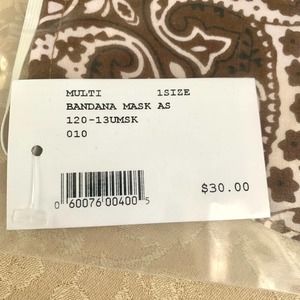 MULTI 1SIZE
BANDANA MASK AS
120-13UMSK
010
$30.00
0 60076 00400 5